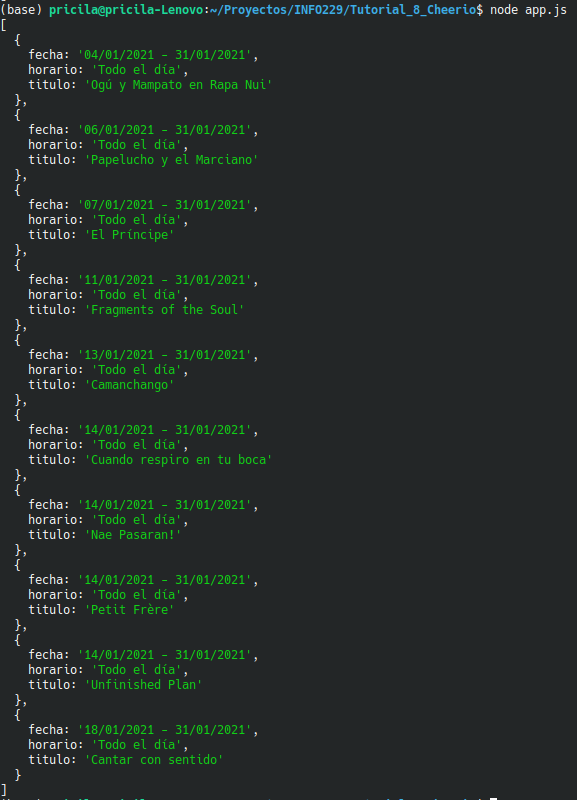 (base) pricila@pricila-Lenovo:~/Proyectos/INFO229/Tutorial_8_Cheerio$ node app.js
[
  {
    fecha: '04/01/2021 - 31/01/2021',
    horario: 'Todo el día',
    titulo: 'Ogú y Mampato en Rapa Nui'
  },
  {
    fecha: '06/01/2021 - 31/01/2021',
    horario: 'Todo el día',
    titulo: 'Papelucho y el Marciano'
  },
  {
    fecha: '07/01/2021 - 31/01/2021',
    horario: 'Todo el día',
    titulo: 'El Príncipe'
  },
  {
    fecha: '11/01/2021 - 31/01/2021',
    horario: 'Todo el día',
    titulo: 'Fragments of the Soul'
  },
  {
    fecha: '13/01/2021 - 31/01/2021',
    horario: 'Todo el día',
    titulo: 'Camanchango'
  },
  {
    fecha: '14/01/2021 - 31/01/2021',
    horario: 'Todo el día',
    titulo: 'Cuando respiro en tu boca'
  },
  {
    fecha: '14/01/2021 - 31/01/2021',
    horario: 'Todo el día',
    titulo: 'Nae Pasaran!'
  },
  {
    fecha: '14/01/2021 - 31/01/2021',
    horario: 'Todo el día',
    titulo: 'Petit Frère'
  },
  {
    fecha: '14/01/2021 - 31/01/2021',
    horario: 'Todo el día',
    titulo: 'Unfinished Plan'
  },
  {
    fecha: '18/01/2021 - 31/01/2021',
    horario: 'Todo el día',
    titulo: 'Cantar con sentido'
  }
]